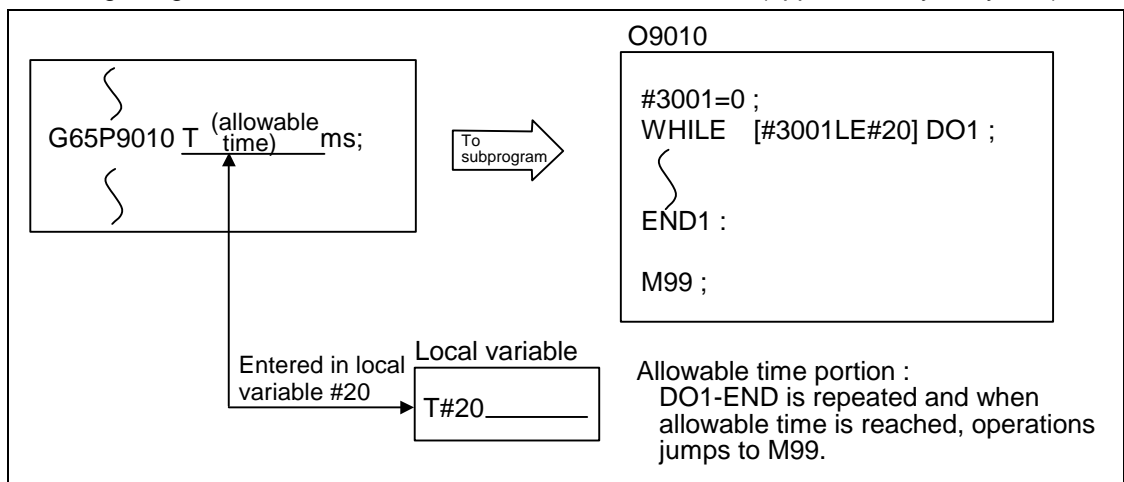 G65P9010 T (allowable time) ms;
To
subprogram
O9010
#3001=0 ;
WHILE [#3001LE#20] DO1 ;
END1 :
M99 ;
Entered in local
variable #20
Local variable
T#20
Allowable time portion :
DO1-END is repeated and when
allowable time is reached, operations
jumps to M99.